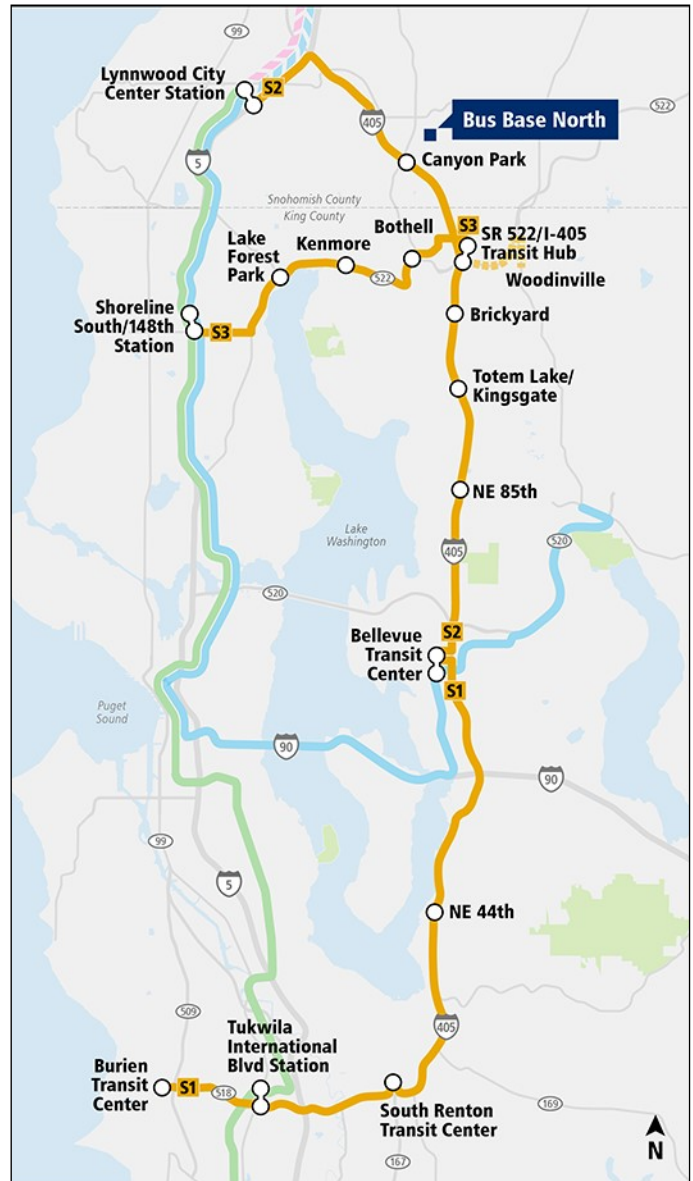 99
Lynnwood City
Center Station
S2
405
522
Bus Base North
5
Canyon Park
Snohomish County
King County
Bothell
S3
SR 522/I-405
Transit Hub
Lake
Forest
Park
Kenmore
522
Woodinville
Shoreline
South/148th
Station
S3
Brickyard
Totem Lake/
Kingsgate
NE 85th
Lake
Washington
405
520
520
S2
Bellevue
Transit
Center
S1
Puget
Sound
90
90
99
5
NE 44th
509
405
Tukwila
International
Blvd Station
Burien
Transit
Center
S1
518
South Renton
Transit Center
169
167
N